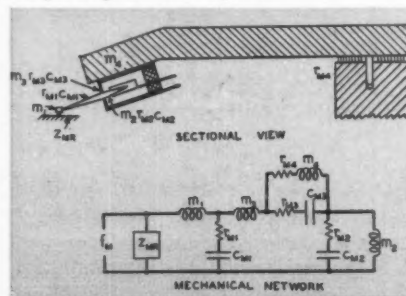 m4
m3 rM3 CM3
rM1 CM1
m1
ZMR
m2 rM2 CM2
rM4
SECTIONAL VIEW
rM4 m4
m1
rM3 CM3
fM
ZMR
rM1
CM1
rM2
CM2
m2
MECHANICAL NETWORK